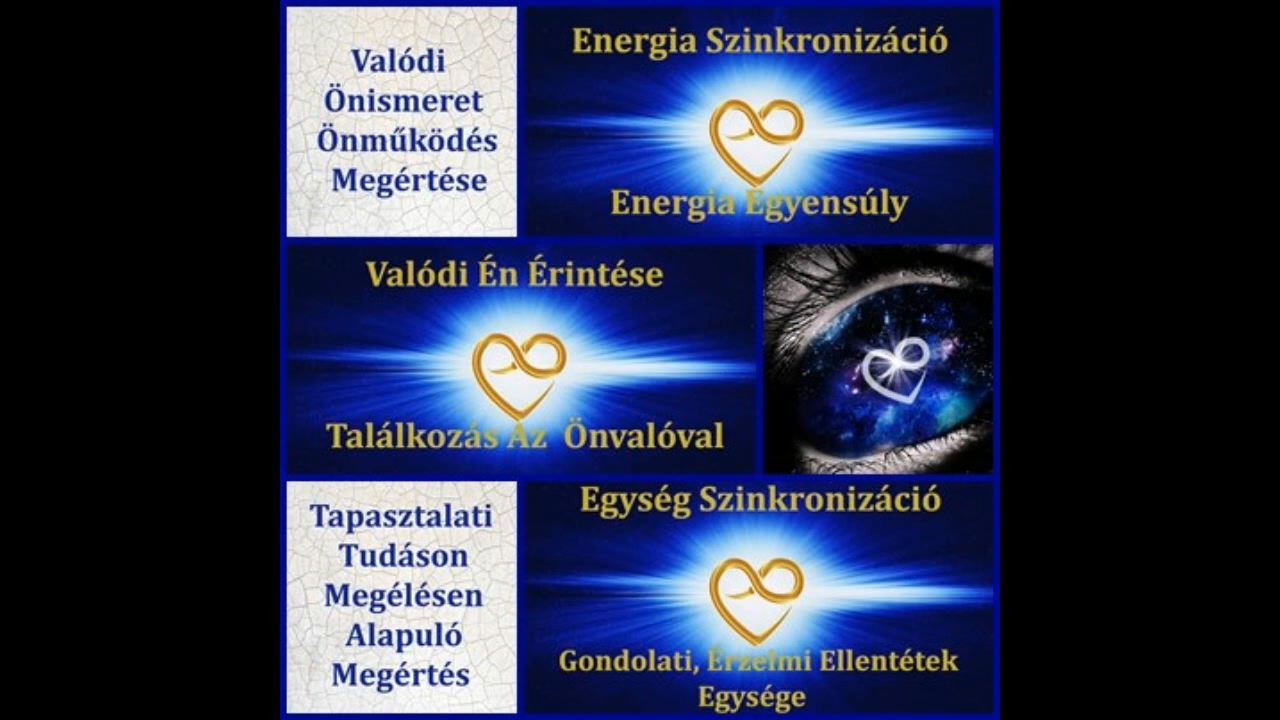 Valódi
Önismeret
Önműködés
Megértése
Energia Szinkronizáció
Energia Egyensúly
Valódi Én Érintése
Találkozás Az Önvalóval
Tapasztalati
Tudáson
Megélésen
Alapuló
Megértés
Egység Szinkronizáció
Gondolati, Érzelmi Ellentétek
Egysége